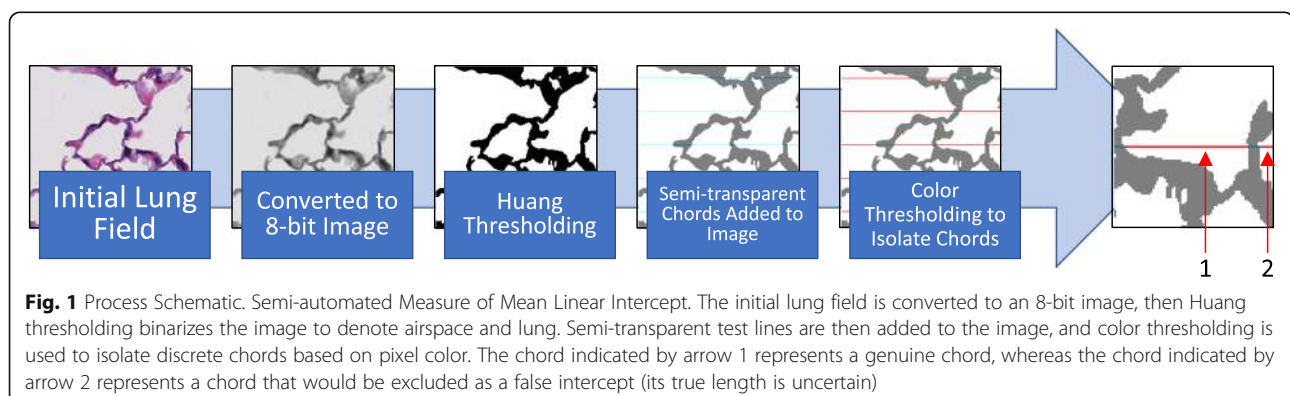 Initial Lung
Field
Converted to
8-bit Image
Huang
Thresholding
Semi-transparent
Chords Added to
Image
Color
Thresholding to
Isolate Chords
1
2
Fig. 1 Process Schematic. Semi-automated Measure of Mean Linear Intercept. The initial lung field is converted to an 8-bit image, then Huang
thresholding binarizes the image to denote airspace and lung. Semi-transparent test lines are then added to the image, and color thresholding is
used to isolate discrete chords based on pixel color. The chord indicated by arrow 1 represents a genuine chord, whereas the chord indicated by
arrow 2 represents a chord that would be excluded as a false intercept (its true length is uncertain)